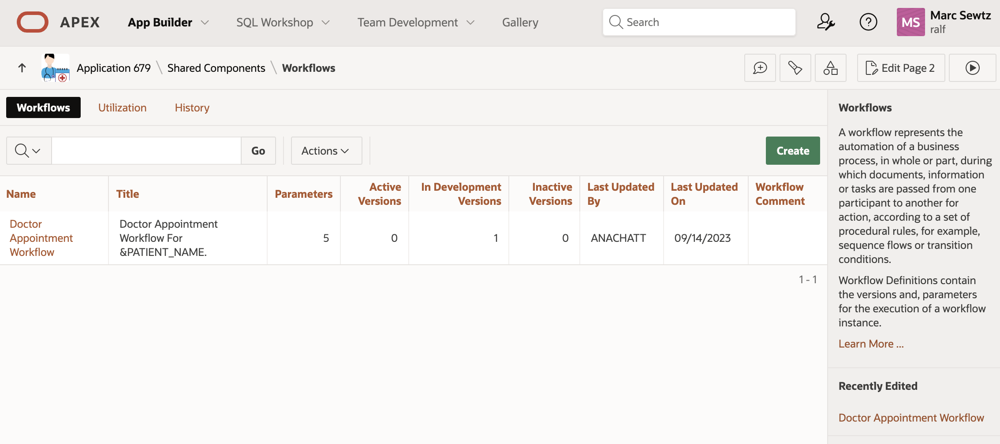 APEX App Builder SQL Workshop Team Development Gallery Search MS Marc Sewtz
ralf
Application 679 \ Shared Components \ Workflows Edit Page 2
Workflows Utilization History
Go Actions Create
Name Title Parameters Active Versions In Development Versions Inactive Versions Last Updated By Last Updated On Workflow Comment
Doctor Appointment Workflow For
Doctor
Appointment
Workflow
Doctor Appointment
Workflow For
&PATIENT_NAME.
5 0 1 0 ANACHATT 09/14/2023
1 - 1
Workflows
A workflow represents the
automation of a business
process, in whole or part, during
which documents, information
or tasks are passed from one
participant to another for
action, according to a set of
procedural rules, for example,
sequence flows or transition
conditions.
Workflow Definitions contain
the versions and, parameters
for the execution of a workflow
instance.
Learn More ...
Recently Edited
Doctor Appointment Workflow